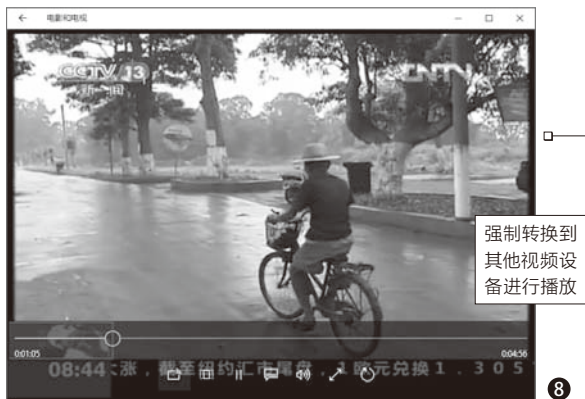 电影和电视
CCTV 13
新闻
CNTN
强制转换到
其他视频设
备进行播放
0:01:05
0:04:56
08:44
涨，截至纽约汇市尾盘，1欧元兑换1.305
8